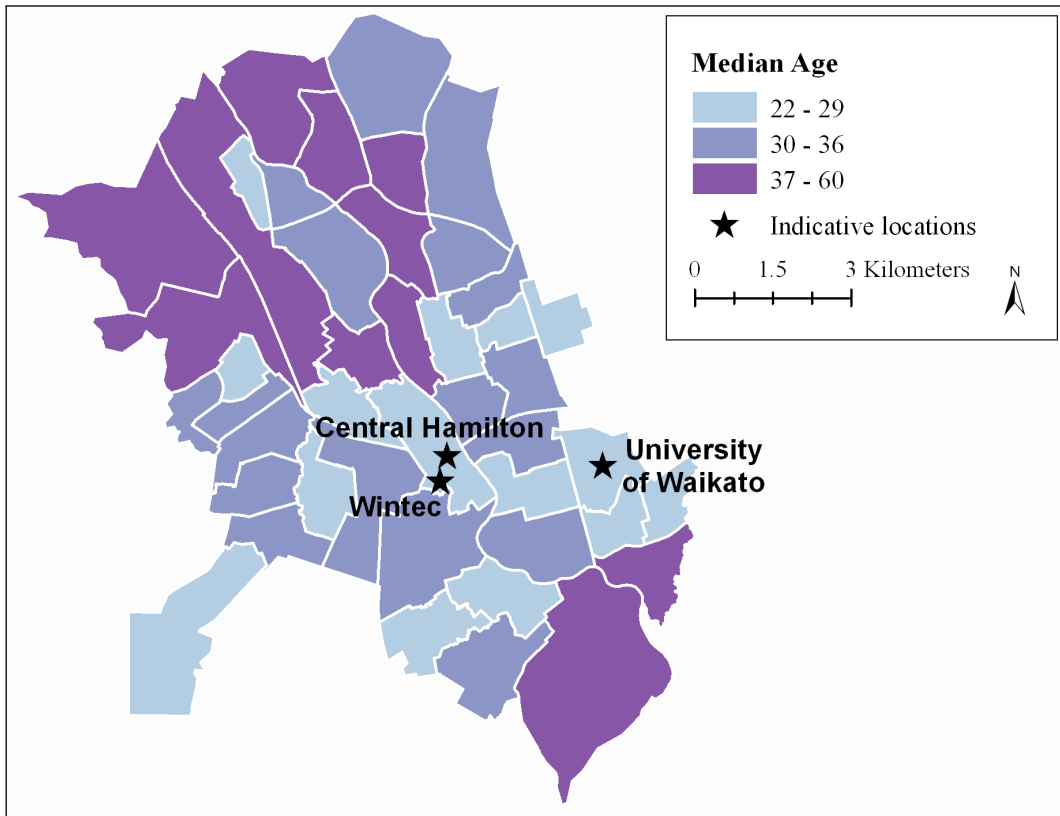 Median Age
22 - 29
30 - 36
37 - 60
Indicative locations
0 1.5 3 Kilometers
N
Central Hamilton
Wintec
University
of Waikato